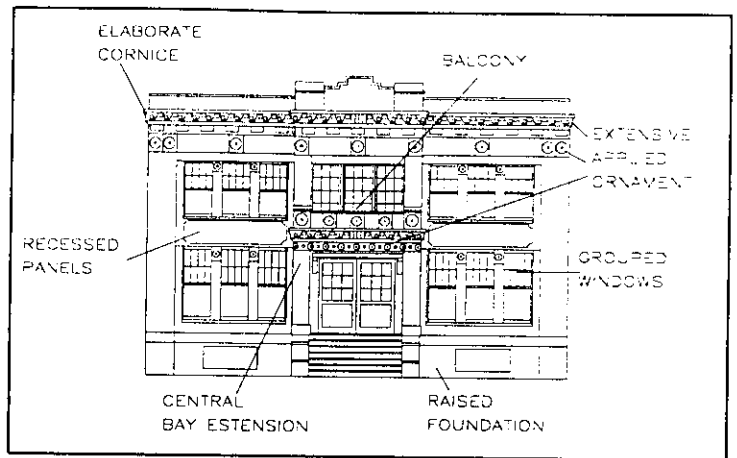 ELABORATE
CORNICE
BALCONY
EXTENSIVE
APPLIED
ORNAMENT
RECESSED
PANELS
GROUPED
WINDOWS
CENTRAL
BAY ESTENSION
RAISED
FOUNDATION